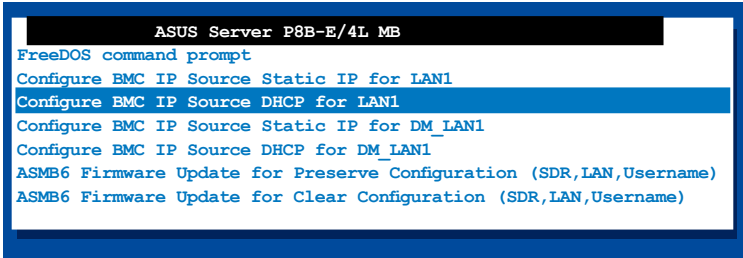 ASUS Server P8B-E/4L MB
FreeDOS command prompt
Configure BMC IP Source Static IP for LAN1
Configure BMC IP Source DHCP for LAN1
Configure BMC IP Source Static IP for DM_LAN1
Configure BMC IP Source DHCP for DM_LAN1
ASMB6 Firmware Update for Preserve Configuration (SDR,LAN,Username)
ASMB6 Firmware Update for Clear Configuration (SDR,LAN,Username)